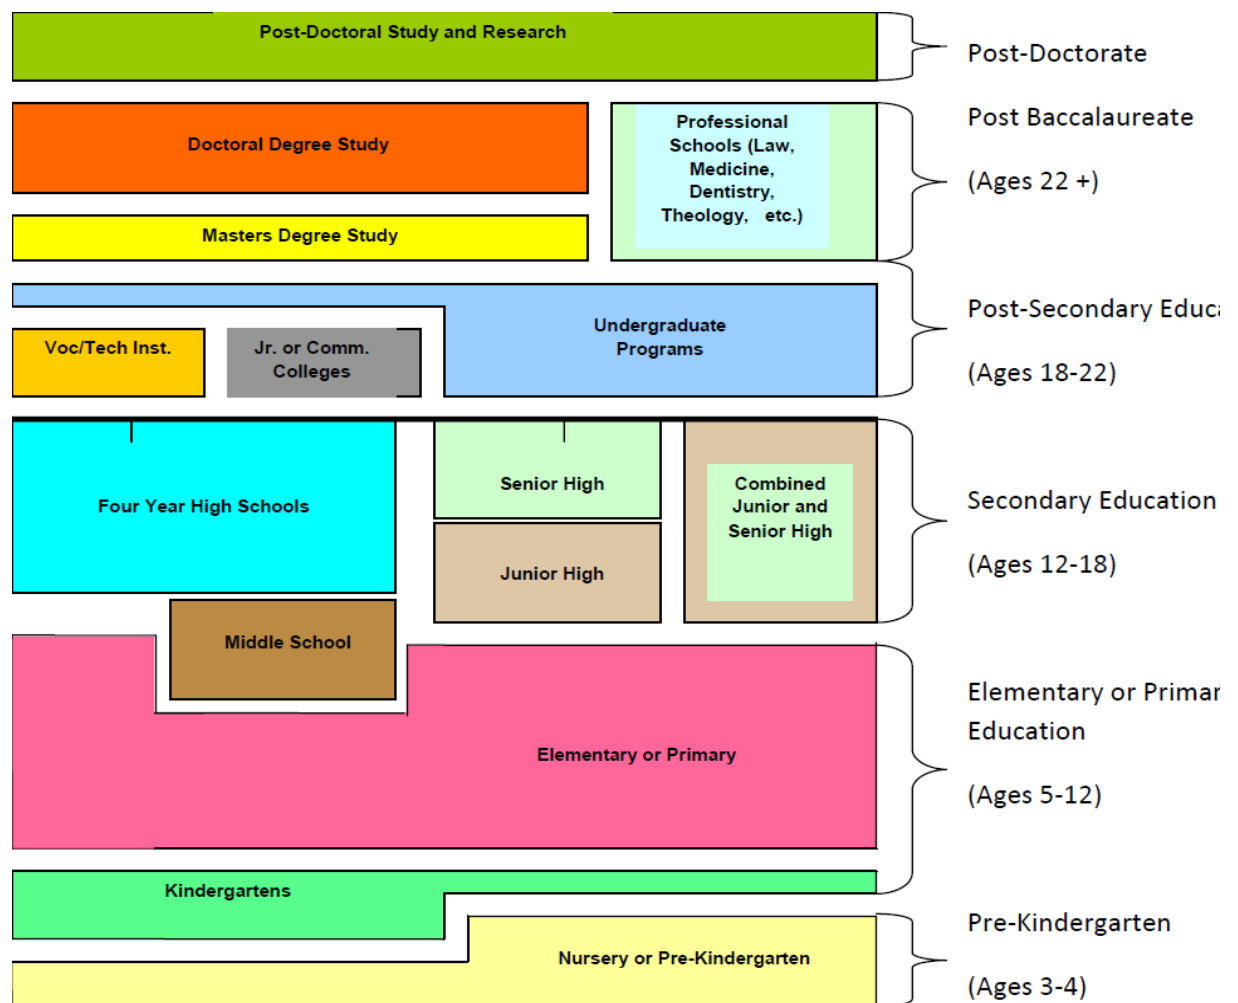 Post-Doctoral Study and Research
Post-Doctorate
Doctoral Degree Study
Masters Degree Study
Professional
Schools (Law,
Medicine,
Dentistry,
Theology, etc.)
Post Baccalaureate
(Ages 22 +)
Voc/Tech Inst.
Jr. or Comm.
Colleges
Undergraduate
Programs
Post-Secondary Educa
(Ages 18-22)
Four Year High Schools
Senior High
Junior High
Combined
Junior and
Senior High
Secondary Education
(Ages 12-18)
Middle School
Elementary or Primary
Elementary or Primar
Education
(Ages 5-12)
Kindergartens
Nursery or Pre-Kindergarten
Pre-Kindergarten
(Ages 3-4)